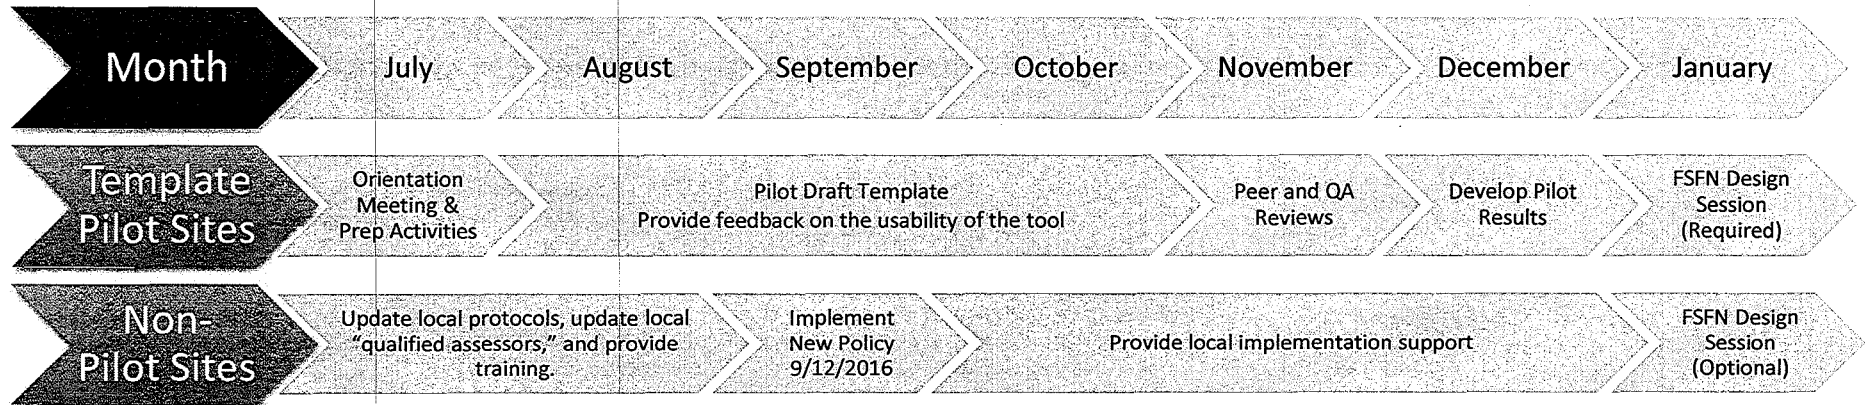 Month
July
August
September
October
November
December
January
Template
Pilot Sites
Orientation
Meeting &
Prep Activities
Pilot Draft Template
Provide feedback on the usability of the tool
Peer and QA
Reviews
Develop Pilot
Results
FSFN Design
Session
(Required)
Non-
Pilot Sites
Update local protocols, update local
"qualified assessors," and provide
training.
Implement
New Policy
9/12/2016
Provide local implementation support
FSFN Design
Session
(Optional)